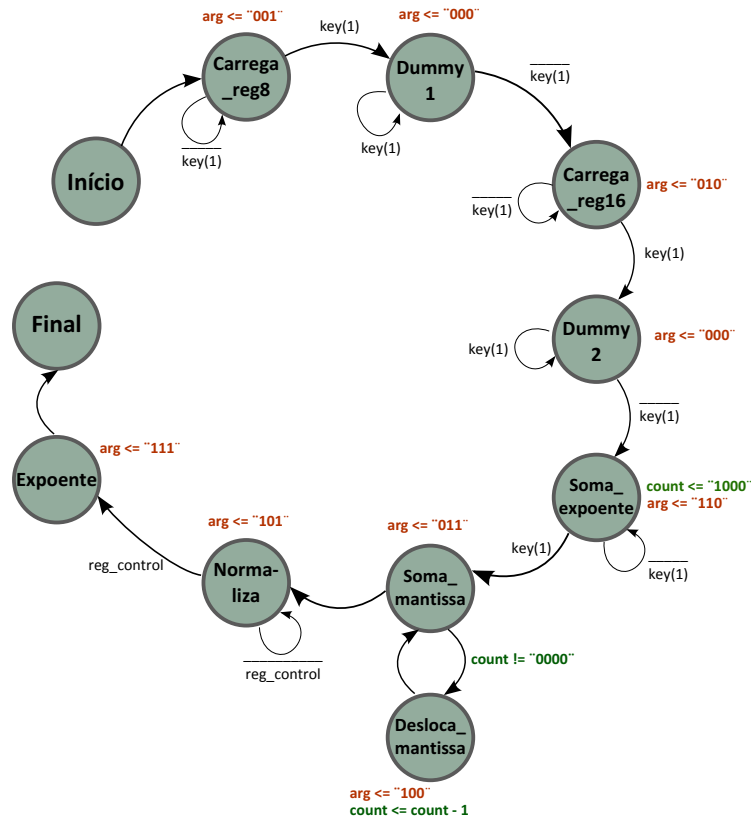 arg <= ¨001¨
Carrega
_reg8
key(1)
key(1)
arg <= ¨000¨
Dummy
1
key(1)
key(1)
Início
Carrega
_reg16
arg <= ¨010¨
key(1)
key(1)
Dummy
2
arg <= ¨000¨
key(1)
key(1)
Soma_
expoente
count <= ¨1000¨
arg <= ¨110¨
key(1)
key(1)
arg <= ¨011¨
Soma_
mantissa
count != ¨0000¨
Desloca_
mantissa
arg <= ¨100¨
count <= count - 1
arg <= ¨101¨
Norma-
liza
reg_control
reg_control
arg <= ¨111¨
Expoente
Final